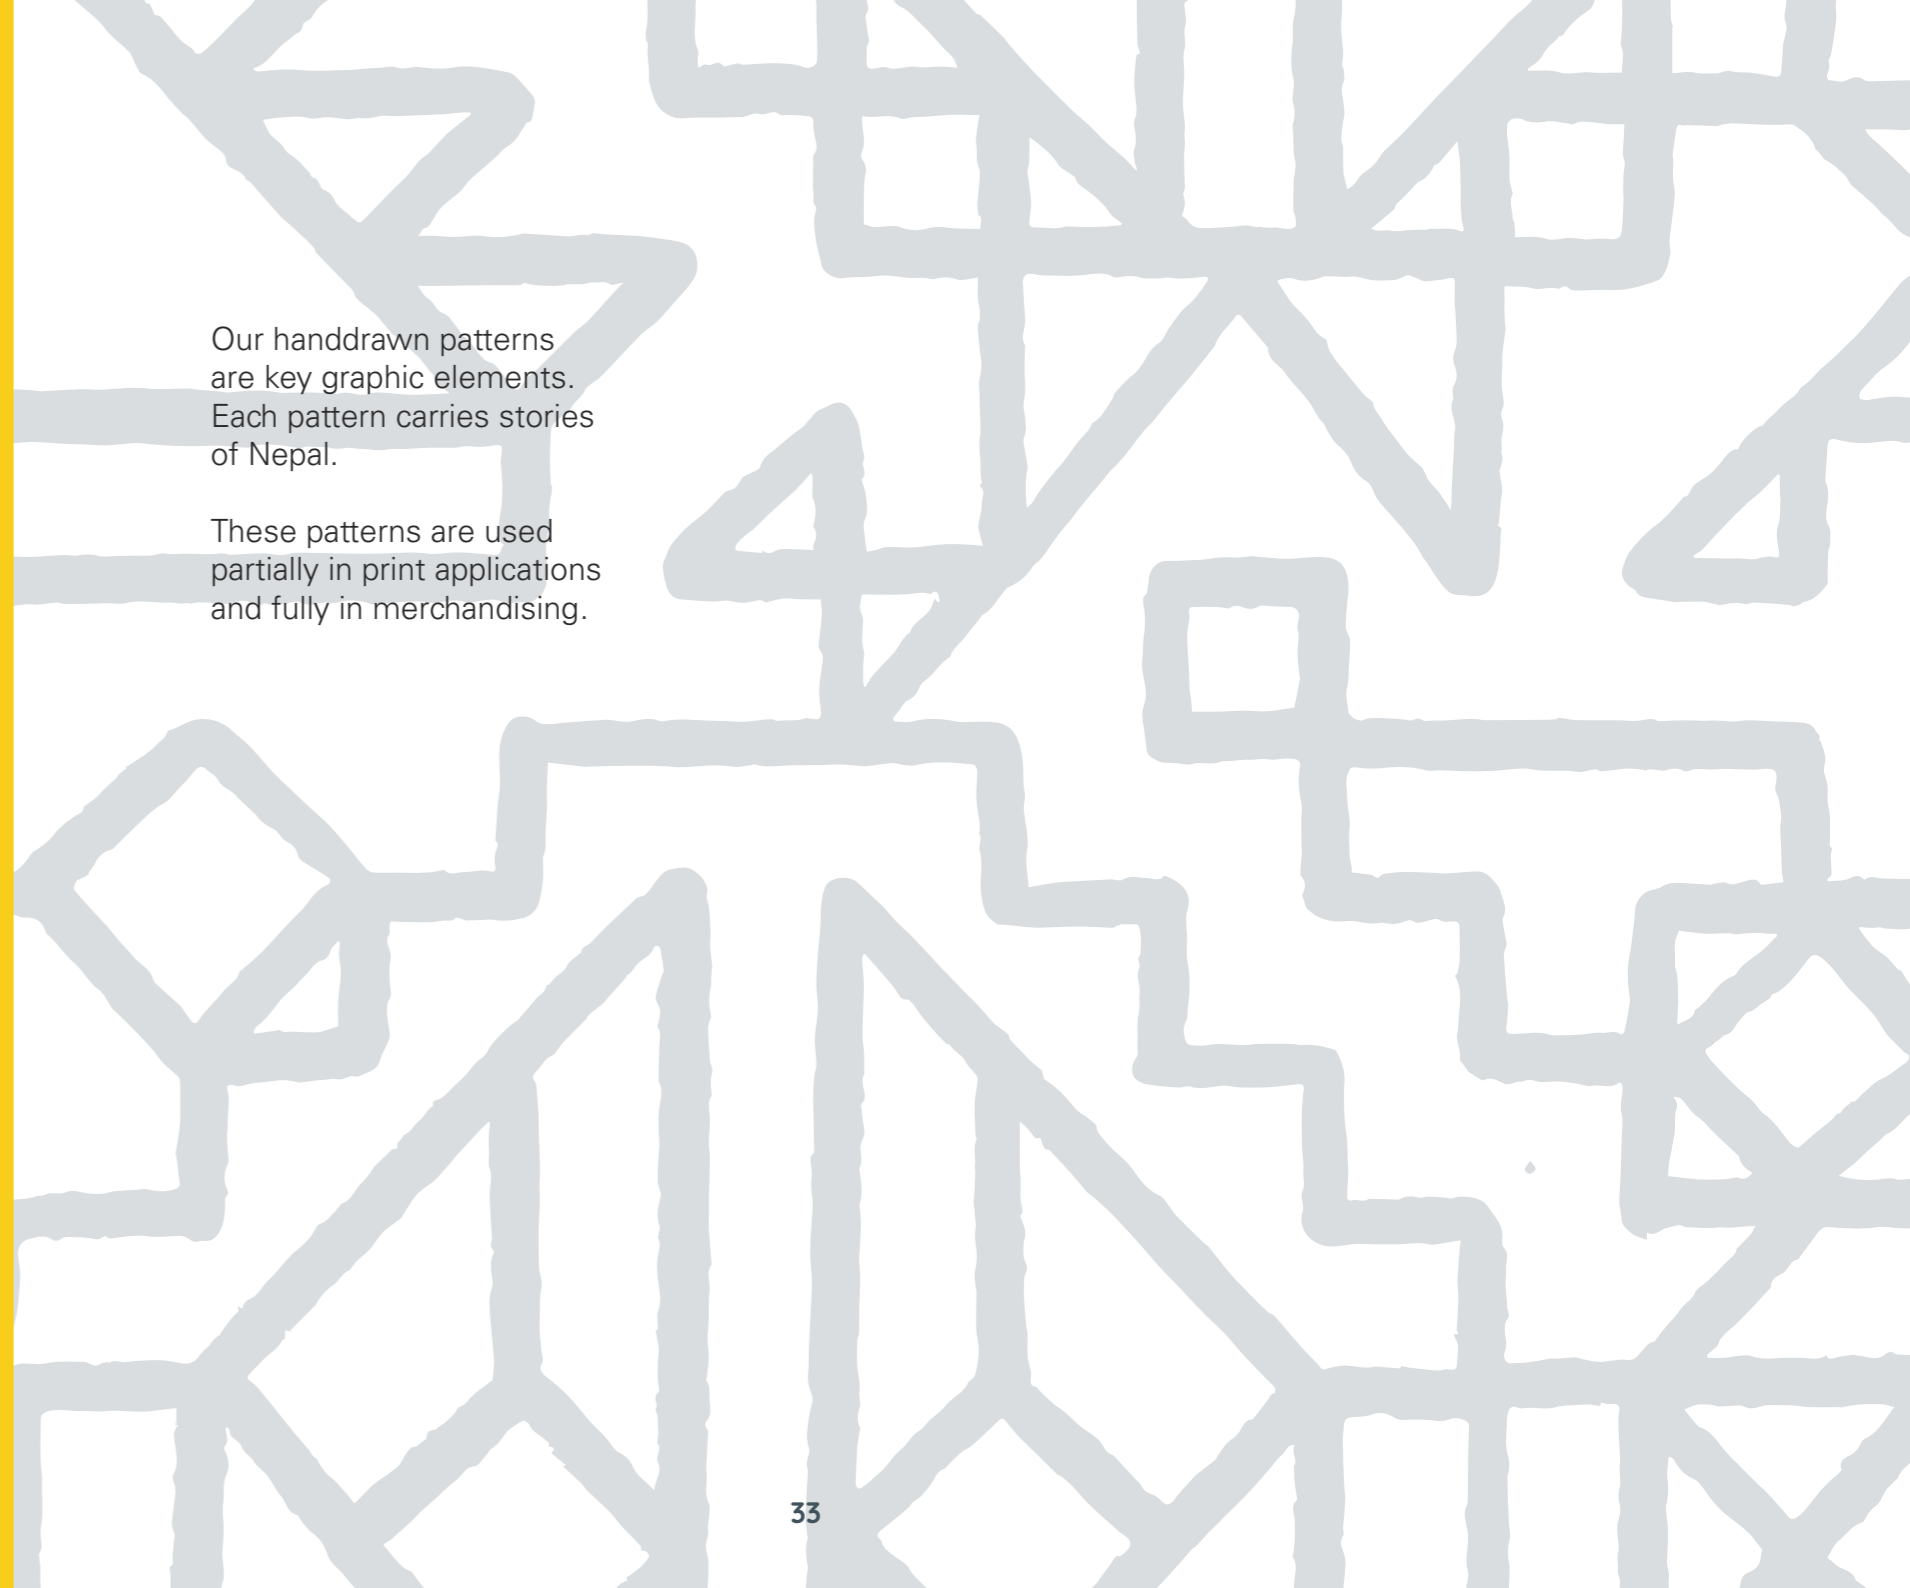 Our handdrawn patterns
are key graphic elements.
Each pattern carries stories
of Nepal.
These patterns are used
partially in print applications
and fully in merchandising.
33